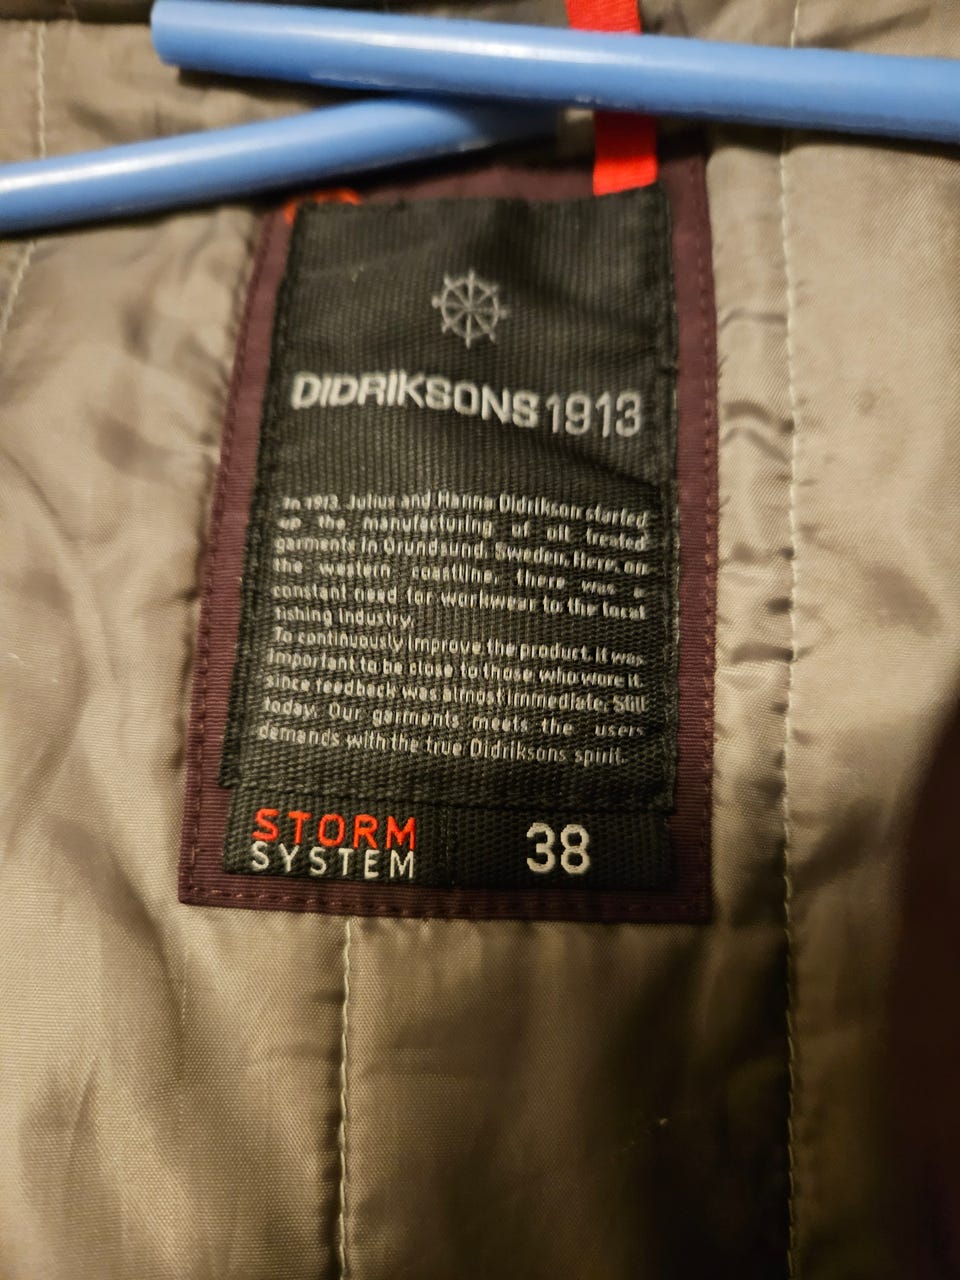 DIDRIKSONS 1913
In 1913, Julius and Hanna Didrikson started
up the manufacturing of oil treated
garments in Grundsund, Sweden. Here, on
the western coastline, there was a
constant need for workwear to the local
fishing industry.
To continuously improve the product, it was
important to be close to those who wore it,
since feedback was almost immediate. Still
today. Our garments meets the users
demands with the true Didriksons spirit.
STORM
SYSTEM
38